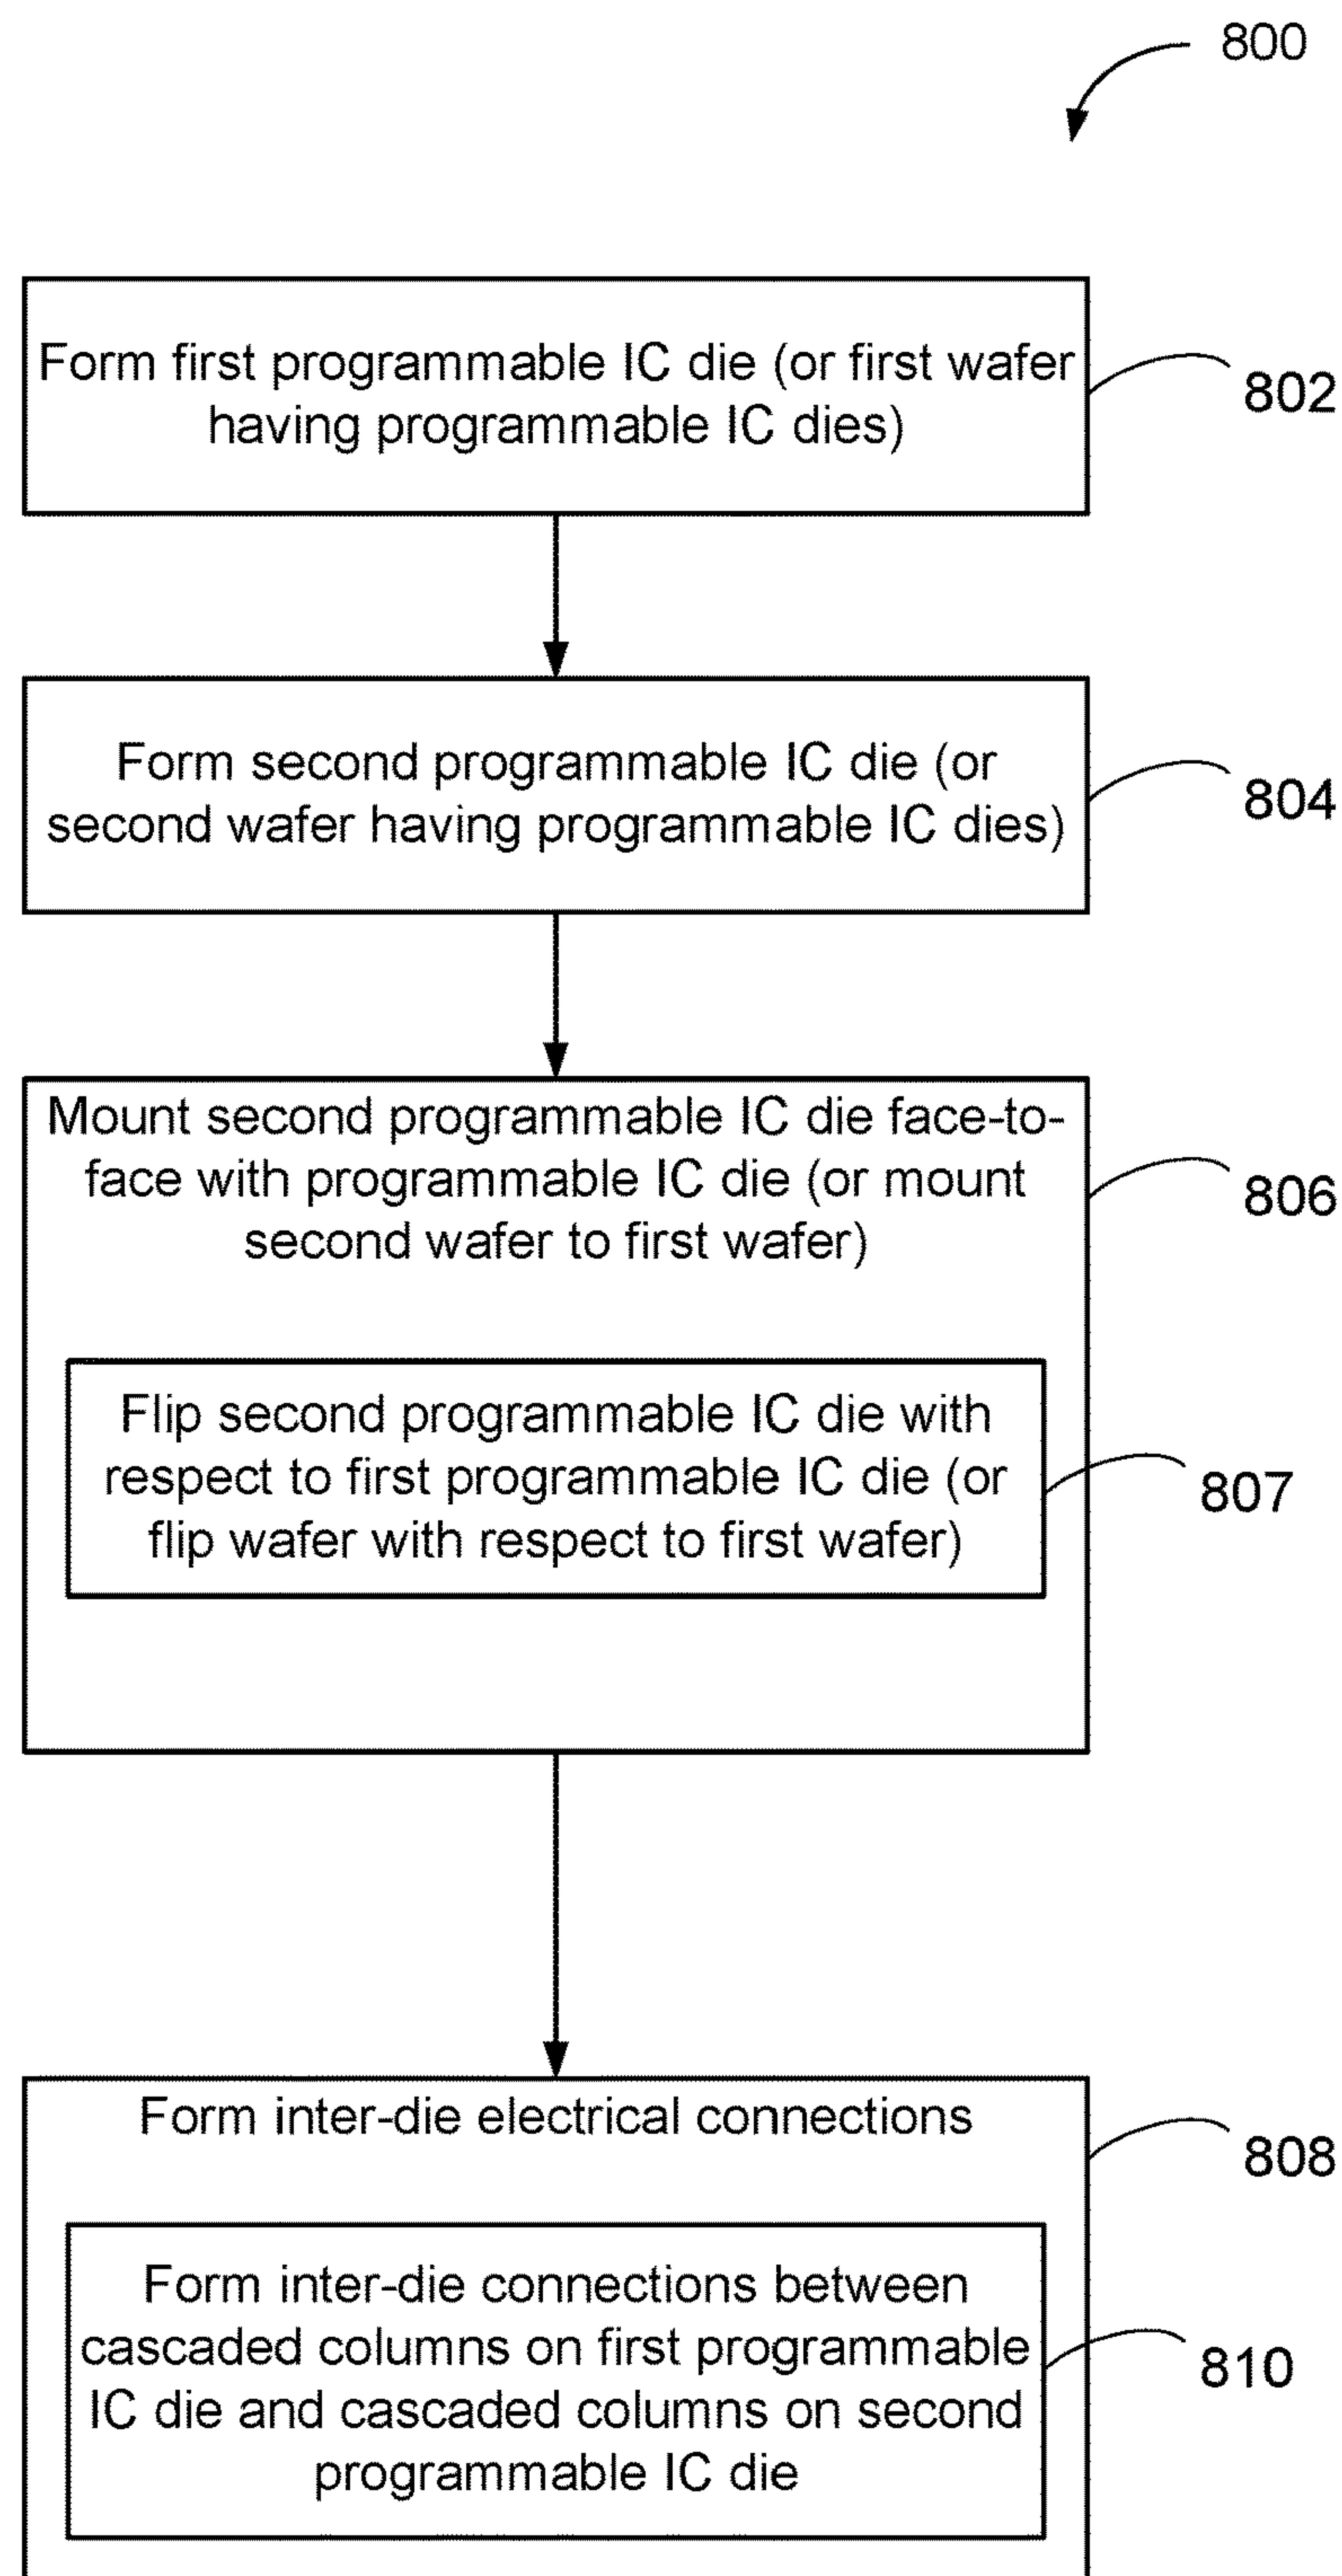 800
Form first programmable IC die (or first wafer
having programmable IC dies)
802
Form second programmable IC die (or
second wafer having programmable IC dies)
804
Mount second programmable IC die face-to-
face with programmable IC die (or mount
second wafer to first wafer)
806
Flip second programmable IC die with
respect to first programmable IC die (or
flip wafer with respect to first wafer)
807
Form inter-die electrical connections
808
Form inter-die connections between
cascaded columns on first programmable
IC die and cascaded columns on second
programmable IC die
810